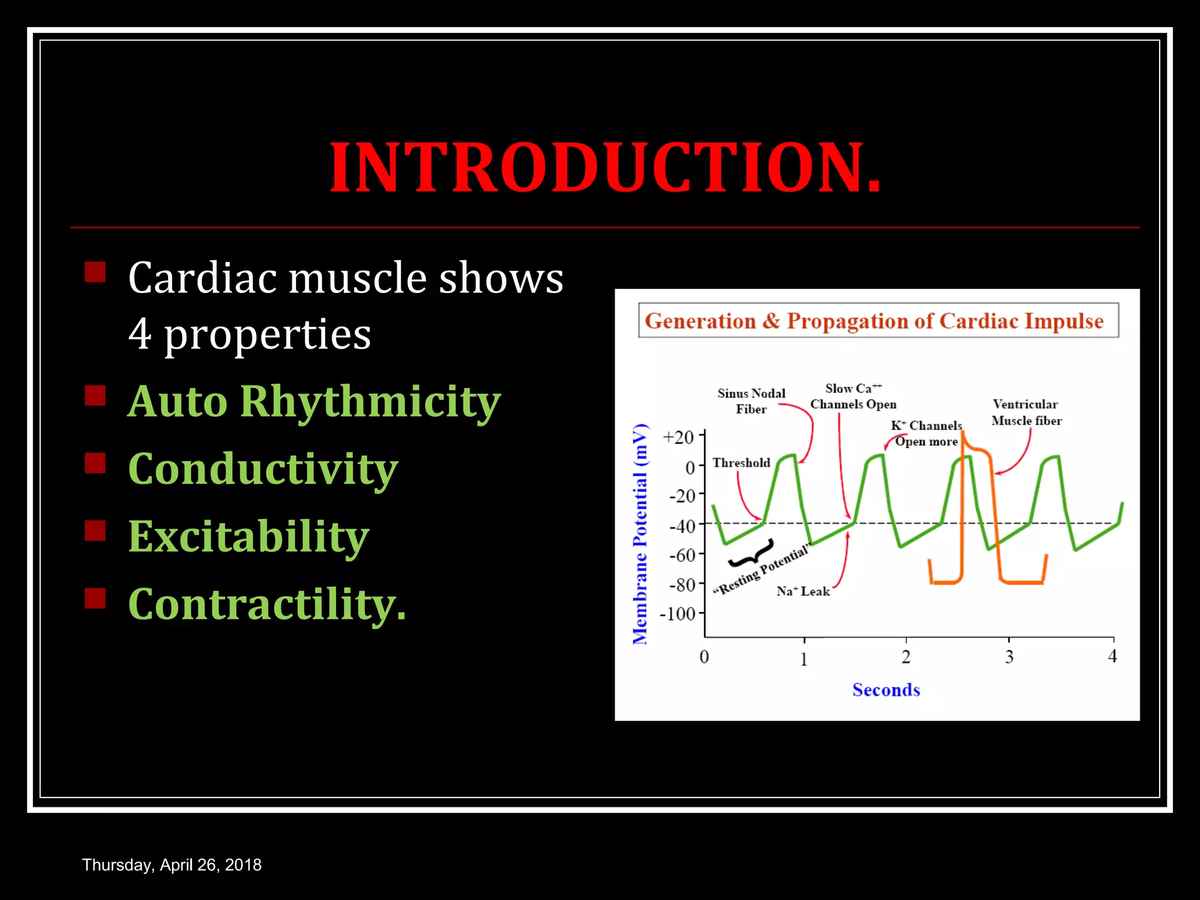 INTRODUCTION.
Cardiac muscle shows
4 properties
Auto Rhythmicity
Conductivity
Excitability
Contractility.
Generation & Propagation of Cardiac Impulse
Sinus Nodal
Fiber
Slow Ca++
Channels Open
K+ Channels
Open more
Ventricular
Muscle fiber
Threshold
Membrane Potential (mV)
+20
0
-20
-40
-60
-80
-100
"Resting Potential"
Na+ Leak
0 1 2 3 4
Seconds
Thursday, April 26, 2018